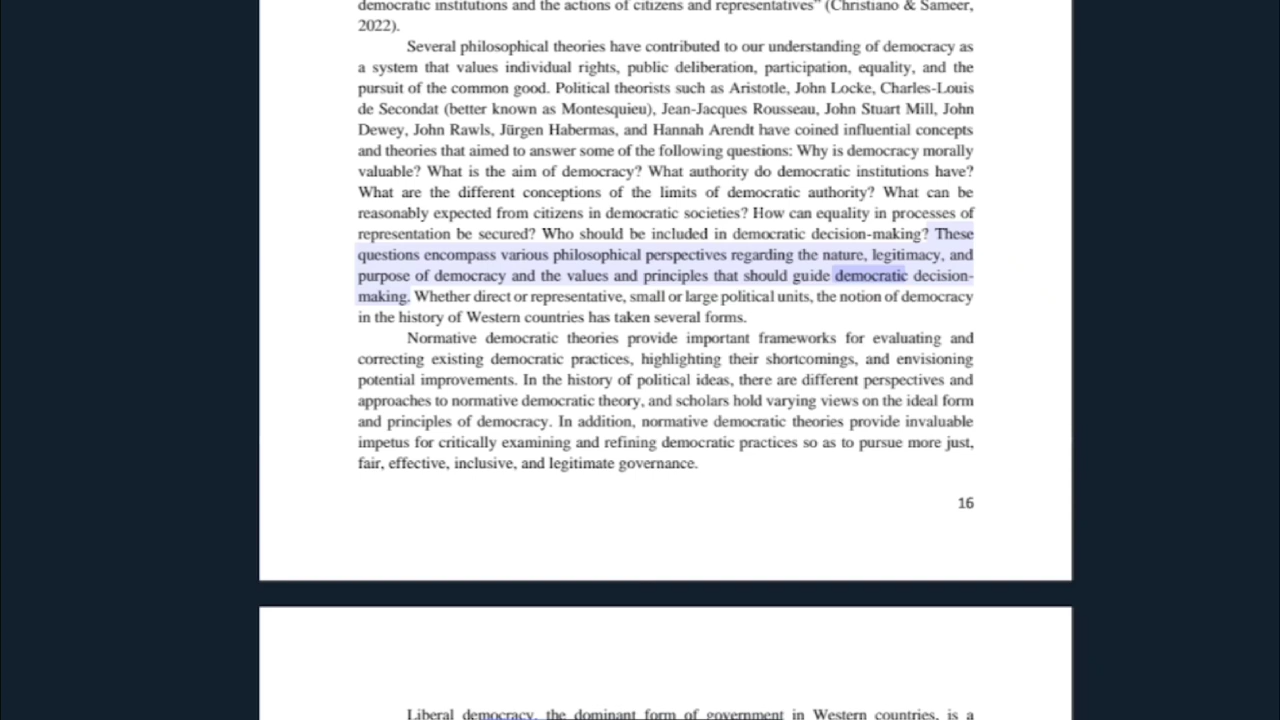 democratic institutions and the actions of citizens and representatives” (Christiano & Sameer,
2022).
Several philosophical theories have contributed to our understanding of democracy as
a system that values individual rights, public deliberation, participation, equality, and the
pursuit of the common good. Political theorists such as Aristotle, John Locke, Charles-Louis
de Secondat (better known as Montesquieu), Jean-Jacques Rousseau, John Stuart Mill, John
Dewey, John Rawls, Jürgen Habermas, and Hannah Arendt have coined influential concepts
and theories that aimed to answer some of the following questions: Why is democracy morally
valuable? What is the aim of democracy? What authority do democratic institutions have?
What are the different conceptions of the limits of democratic authority? What can be
reasonably expected from citizens in democratic societies? How can equality in processes of
representation be secured? Who should be included in democratic decision-making? These
questions encompass various philosophical perspectives regarding the nature, legitimacy, and
purpose of democracy and the values and principles that should guide democratic decision-
making. Whether direct or representative, small or large political units, the notion of democracy
in the history of Western countries has taken several forms.
Normative democratic theories provide important frameworks for evaluating and
correcting existing democratic practices, highlighting their shortcomings, and envisioning
potential improvements. In the history of political ideas, there are different perspectives and
approaches to normative democratic theory, and scholars hold varying views on the ideal form
and principles of democracy. In addition, normative democratic theories provide invaluable
impetus for critically examining and refining democratic practices so as to pursue more just,
fair, effective, inclusive, and legitimate governance.
16
Liberal democracy, the dominant form of government in Western countries, is a